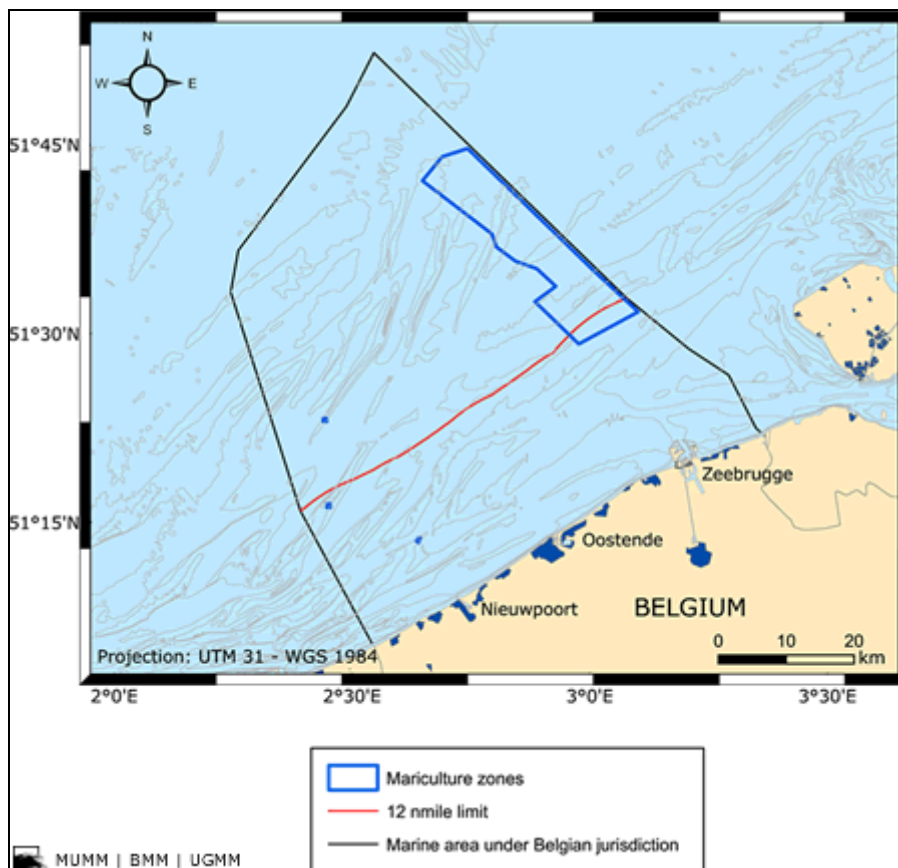 N
W E
S
51°45'N
51°30'N
51°15'N
Zeebrugge
Oostende
Nieuwpoort
BELGIUM
0 10 20
km
Projection: UTM 31 - WGS 1984
2°0'E 2°30'E 3°0'E 3°30'E
Mariculture zones
12 nmile limit
Marine area under Belgian jurisdiction
MUMM | BMM | UGMM